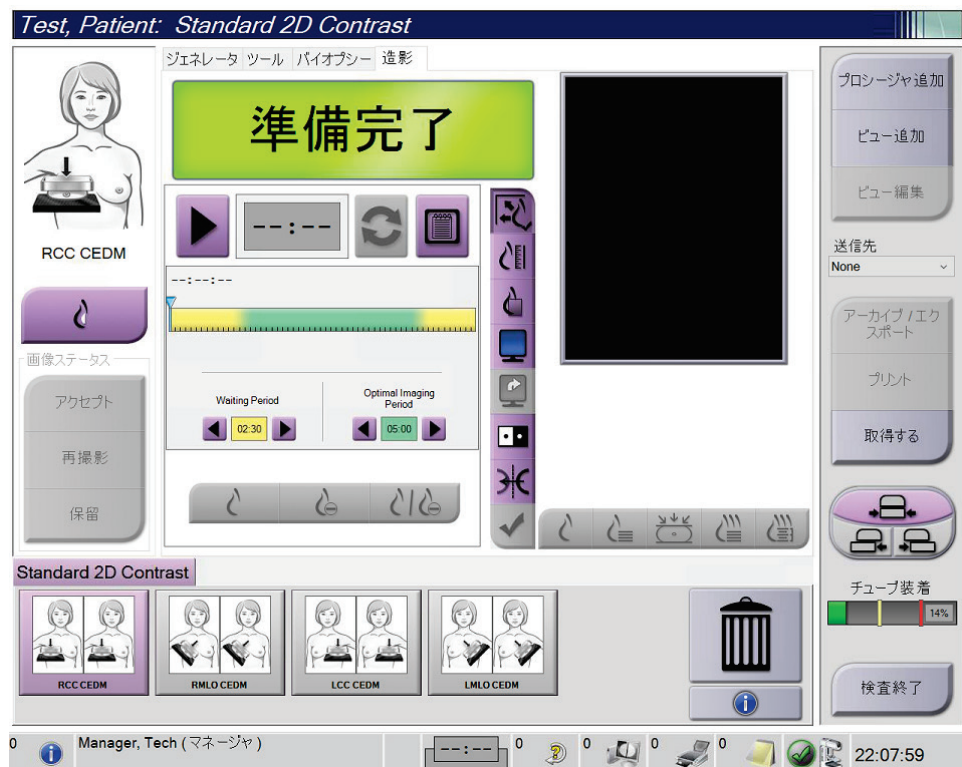 Test, Patient: Standard 2D Contrast
ジェネレータ ツール バイオプシー 造影
準備完了
RCC CEDM
--:--
--:--:--
Waiting Period
Optimal Imaging
Period
02:30
05:00
画像ステータス
アクセプト
再撮影
保留
プロシージャ追加
ビュー追加
ビュー編集
送信先
None
アーカイブ / エク
スポート
プリント
取得する
チューブ装着
14%
検査終了
Standard 2D Contrast
RCC CEDM
RMLO CEDM
LCC CEDM
LMLO CEDM
0 Manager, Tech (マネージャ) --:-- 0 0 0 0 22:07:59